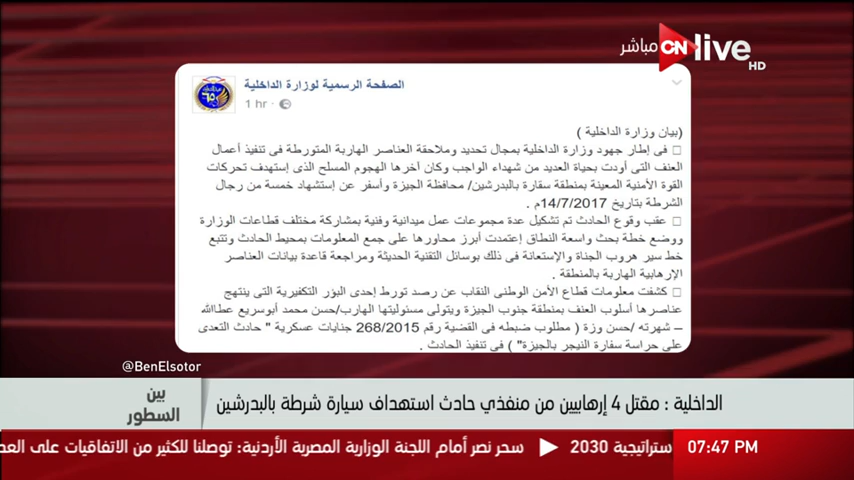 مباشر ON live HD
الصفحة الرسمية لوزارة الداخلية
1 hr ·
(بيان وزارة الداخلية )
□ فى إطار جهود وزارة الداخلية بمجال تحديد وملاحقة العناصر الهاربة المتورطة فى تنفيذ أعمال
العنف التى أودت بحياة العديد من شهداء الواجب وكان آخرها الهجوم المسلح الذى إستهدف تحركات
القوة الأمنية المعينة بمنطقة سقارة بالبدرشين/ محافظة الجيزة وأسفر عن إستشهاد خمسة من رجال
الشرطة بتاريخ 14/7/2017م .
□ عقب وقوع الحادث تم تشكيل عدة مجموعات عمل ميدانية وفنية بمشاركة مختلف قطاعات الوزارة
ووضع خطة بحث واسعة النطاق إعتمدت أبرز محاورها على جمع المعلومات بمحيط الحادث وتتبع
خط سير هروب الجناة والإستعانة فى ذلك بوسائل التقنية الحديثة ومراجعة قاعدة بيانات العناصر
الإرهابية الهاربة بالمنطقة .
□ كشفت معلومات قطاع الأمن الوطنى النقاب عن رصد تورط إحدى البؤر التكفيرية التى ينتهج
عناصرها أسلوب العنف بمنطقة جنوب الجيزة ويتولى مسئوليتها الهارب/حسن محمد أبوسريع عطاالله
– شهرته /حسن وزة ( مطلوب ضبطه فى القضية رقم 268/2015 جنايات عسكرية " حادث التعدى
على حراسة سفارة النيجر بالجيزة" ) فى تنفيذ الحادث .
@BenElsotor
الداخلية : مقتل 4 إرهابيين من منفذي حادث استهداف سيارة شرطة بالبدرشين
بين
السطور
ستراتيجية 2030 سحر نصر أمام اللجنة الوزارية المصرية الأردنية: توصلنا للكثير من الاتفاقيات على العد
07:47 PM